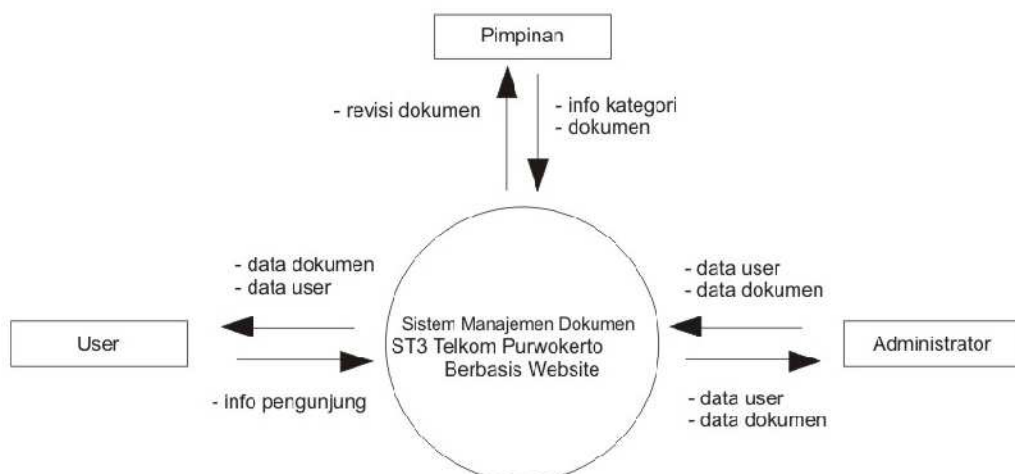 Pimpinan
- revisi dokumen
- info kategori
- dokumen
- data dokumen
- data user
- data user
- data dokumen
User
Sistem Manajemen Dokumen
ST3 Telkom Purwokerto
Berbasis Website
Administrator
- info pengunjung
- data user
- data dokumen